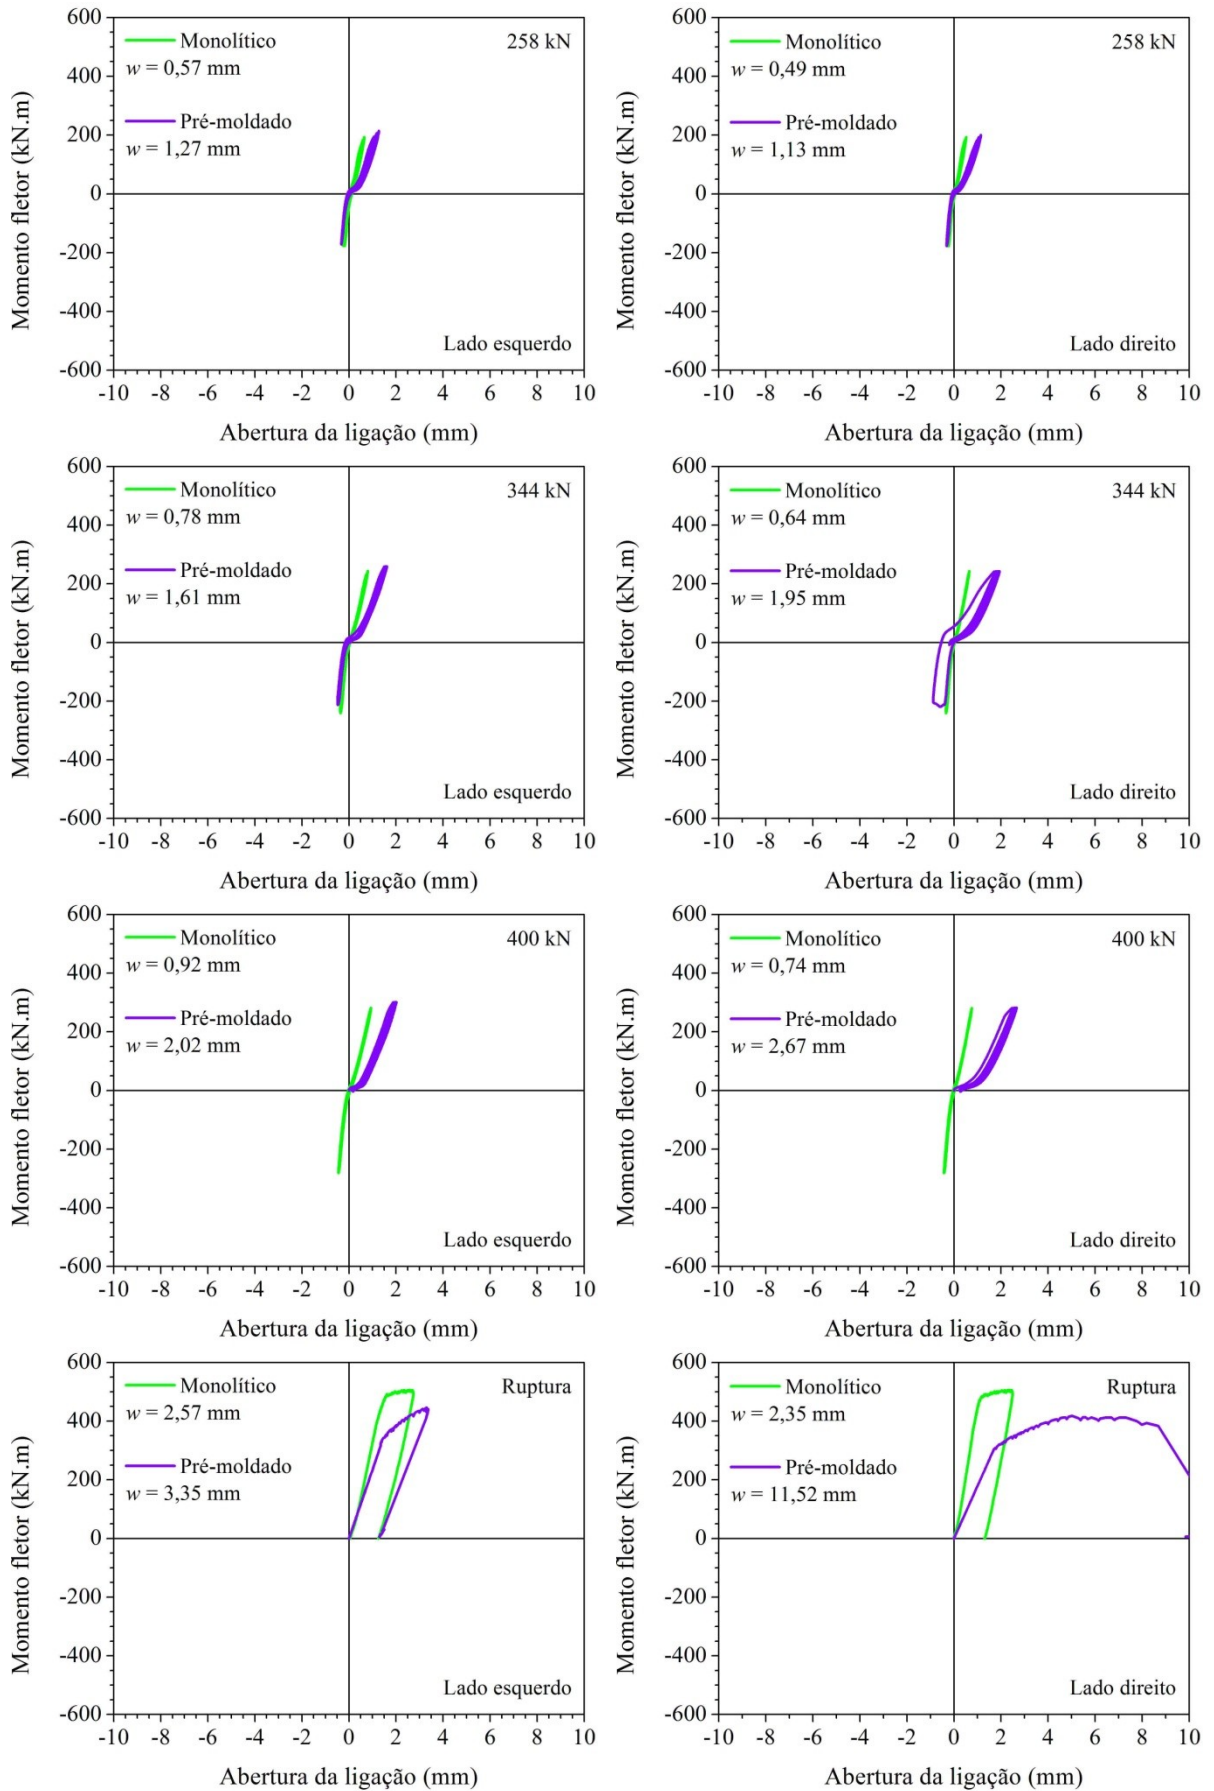 600
400
200
0
-200
-400
-600
Momento fletor (kN.m)
Monolítico
w = 0,57 mm
Pré-moldado
w = 1,27 mm
258 kN
Lado esquerdo
-10 -8 -6 -4 -2 0 2 4 6 8 10
Abertura da ligação (mm)
600
400
200
0
-200
-400
-600
Momento fletor (kN.m)
Monolítico
w = 0,49 mm
Pré-moldado
w = 1,13 mm
258 kN
Lado direito
-10 -8 -6 -4 -2 0 2 4 6 8 10
Abertura da ligação (mm)
600
400
200
0
-200
-400
-600
Momento fletor (kN.m)
Monolítico
w = 0,78 mm
Pré-moldado
w = 1,61 mm
344 kN
Lado esquerdo
-10 -8 -6 -4 -2 0 2 4 6 8 10
Abertura da ligação (mm)
600
400
200
0
-200
-400
-600
Momento fletor (kN.m)
Monolítico
w = 0,64 mm
Pré-moldado
w = 1,95 mm
344 kN
Lado direito
-10 -8 -6 -4 -2 0 2 4 6 8 10
Abertura da ligação (mm)
600
400
200
0
-200
-400
-600
Momento fletor (kN.m)
Monolítico
w = 0,92 mm
Pré-moldado
w = 2,02 mm
400 kN
Lado esquerdo
-10 -8 -6 -4 -2 0 2 4 6 8 10
Abertura da ligação (mm)
600
400
200
0
-200
-400
-600
Momento fletor (kN.m)
Monolítico
w = 0,74 mm
Pré-moldado
w = 2,67 mm
400 kN
Lado direito
-10 -8 -6 -4 -2 0 2 4 6 8 10
Abertura da ligação (mm)
600
400
200
0
-200
-400
-600
Momento fletor (kN.m)
Monolítico
w = 2,57 mm
Pré-moldado
w = 3,35 mm
Ruptura
Lado esquerdo
-10 -8 -6 -4 -2 0 2 4 6 8 10
Abertura da ligação (mm)
600
400
200
0
-200
-400
-600
Momento fletor (kN.m)
Monolítico
w = 2,35 mm
Pré-moldado
w = 11,52 mm
Ruptura
Lado direito
-10 -8 -6 -4 -2 0 2 4 6 8 10
Abertura da ligação (mm)